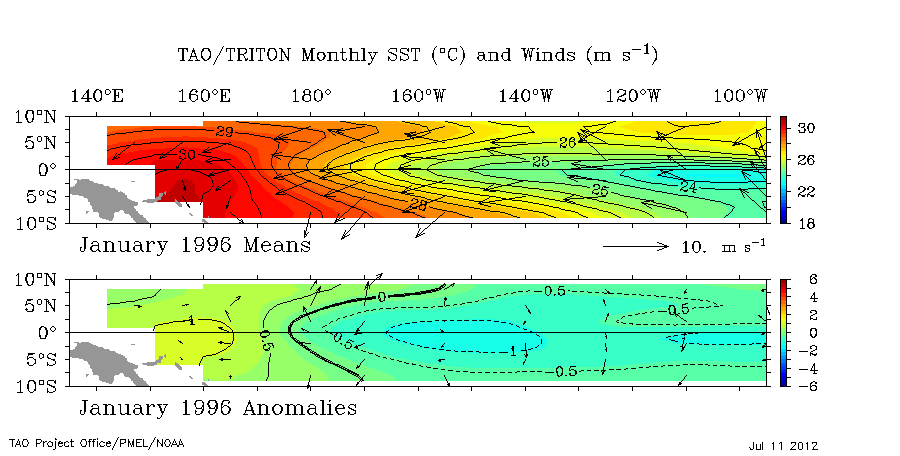 TAO/TRITON Monthly SST (°C) and Winds (m s⁻¹)
140°E 160°E 180° 160°W 140°W 120°W 100°W
10°N
5°N
0°
5°S
10°S
29
30
28
26
25
25
24
30
26
22
18
January 1996 Means
10. m s⁻¹
10°N
5°N
0°
5°S
10°S
1
0.5
0
-0.5
-1
-0.5
-0.5
-0.5
6
4
2
0
-2
-4
-6
January 1996 Anomalies
TAO Project Office/PMEL/NOAA
Jul 11 2012